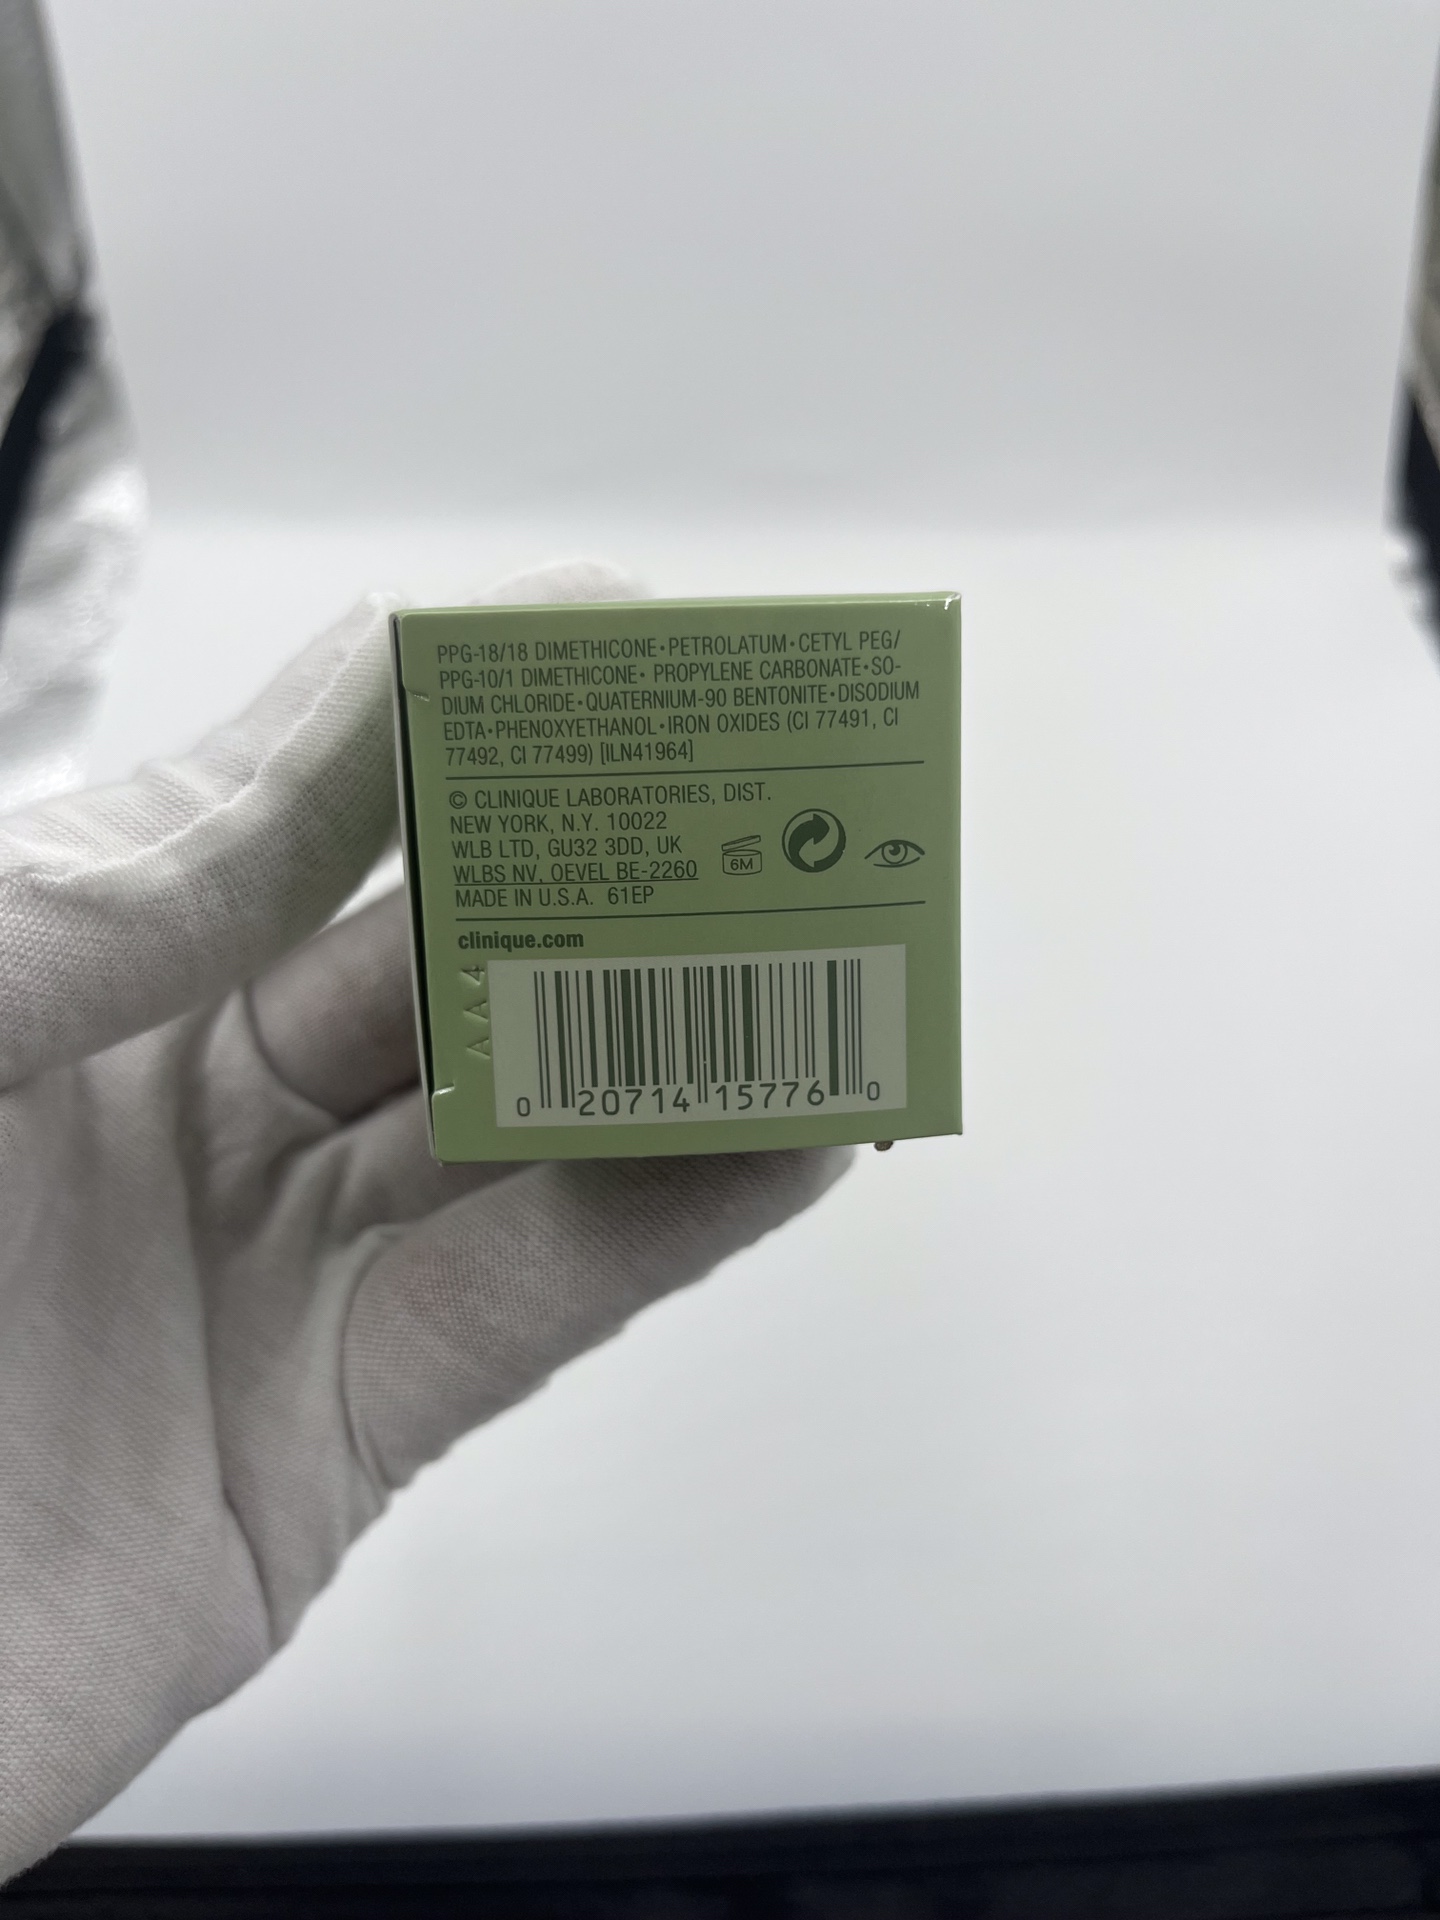 PPG-18/18 DIMETHICONE•PETROLATUM•CETYL PEG/
PPG-10/1 DIMETHICONE• PROPYLENE CARBONATE•SO-
DIUM CHLORIDE•QUATERNIUM-90 BENTONITE•DISODIUM
EDTA•PHENOXYETHANOL•IRON OXIDES (CI 77491, CI
77492, CI 77499) [ILN41964]
© CLINIQUE LABORATORIES, DIST.
NEW YORK, N.Y. 10022
WLB LTD, GU32 3DD, UK
WLBS NV, OEVEL BE-2260
MADE IN U.S.A. 61EP
6M
clinique.com
AA4
0 20714 15776 0